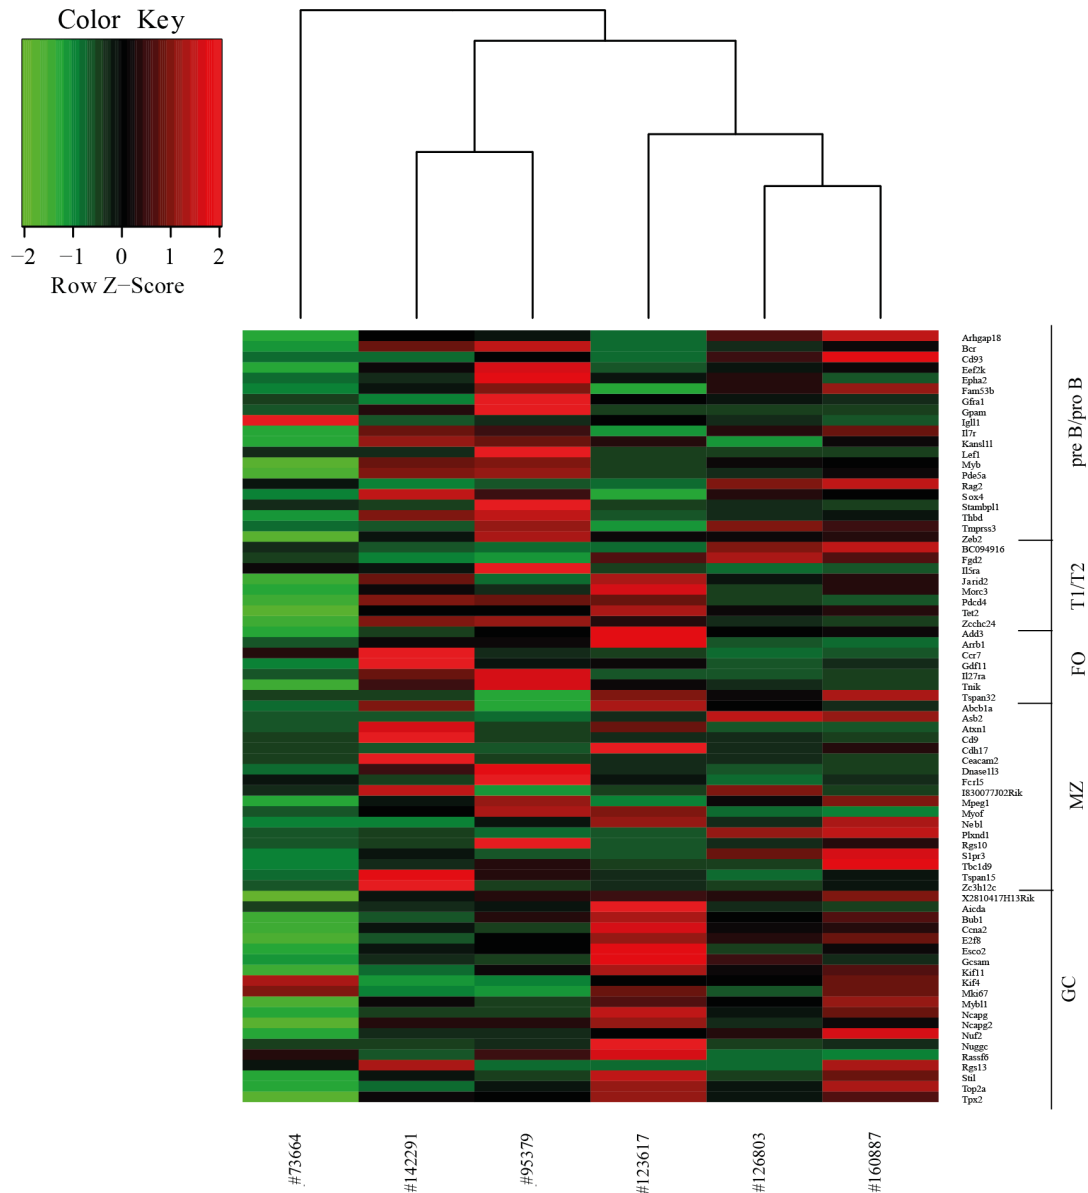 Color Key
−2 −1 0 1 2
Row Z−Score
Arhgap18
Bcr
Cd93
Eef2k
Epha2
Fam53b
Gfra1
Gpam
Igll1
Il7r
Kansl1l
Lef1
Myb
Pde5a
Rag2
Sox4
Stambpl1
Thbd
Tmprss3
Zeb2
BC094916
Fgd2
Il5ra
Jarid2
Morc3
Pdcd4
Tet2
Zcchc24
Add3
Arrb1
Ccr7
Gdf11
Il27ra
Tnik
Tspan32
Abcb1a
Asb2
Atxn1
Cd9
Cdh17
Ceacam2
Dnase1l3
Fcrl5
I830077J02Rik
Mpeg1
Myof
Nebl
Plxnd1
Rgs10
S1pr3
Tbc1d9
Tspan15
Zc3h12c
X2810417H13Rik
Aicda
Bub1
Ccna2
E2f8
Esco2
Gcsam
Kif11
Kif4
Mki67
Mybl1
Ncapg
Ncapg2
Nuf2
Nuggc
Rassf6
Rgs13
Stil
Top2a
Tpx2
pre B/pro B
T1/T2
FO
MZ
GC
#73664
#142291
#95379
#123617
#126803
#160887